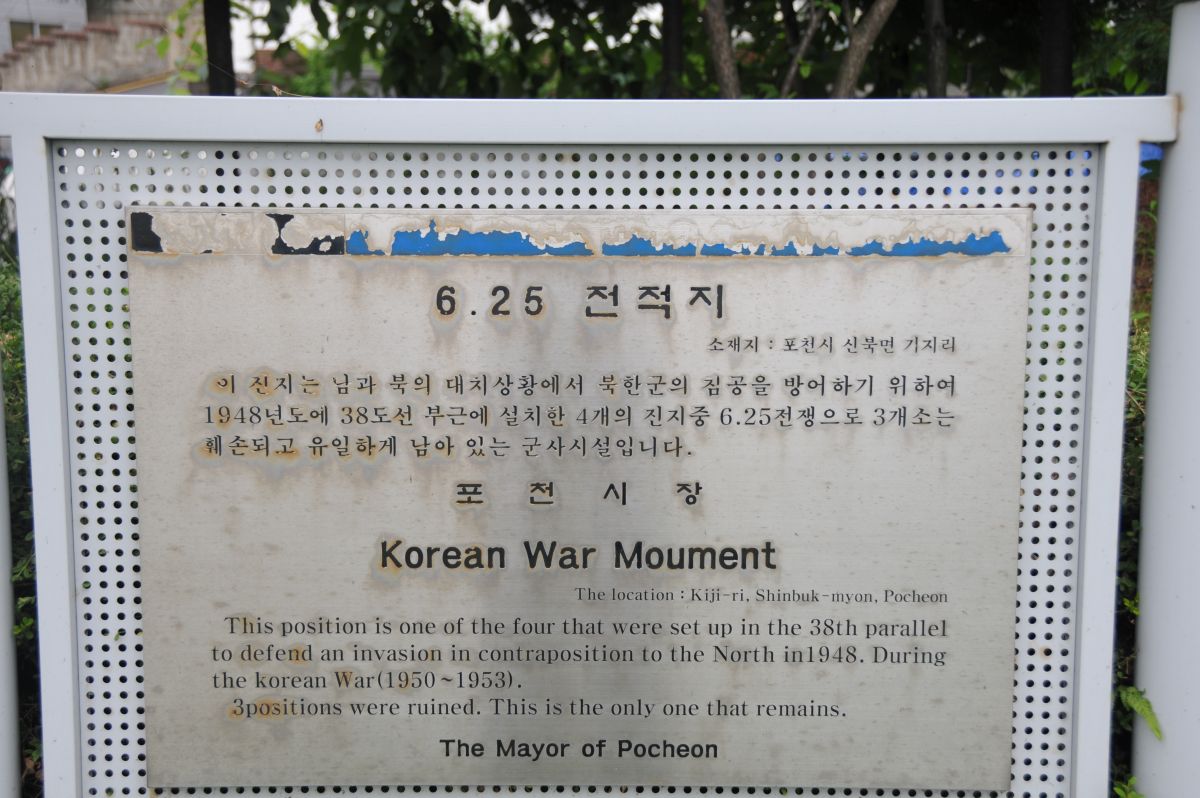 6.25 전적지
소재지 : 포천시 신북면 기지리
이 진지는 남과 북의 대치상황에서 북한군의 침공을 방어하기 위하여
1948년도에 38도선 부근에 설치한 4개의 진지중 6.25전쟁으로 3개소는
훼손되고 유일하게 남아 있는 군사시설입니다.
포 천 시 장
Korean War Moument
The location : Kiji-ri, Shinbuk-myon, Pocheon
This position is one of the four that were set up in the 38th parallel
to defend an invasion in contraposition to the North in1948. During
the korean War(1950~1953).
3positions were ruined. This is the only one that remains.
The Mayor of Pocheon